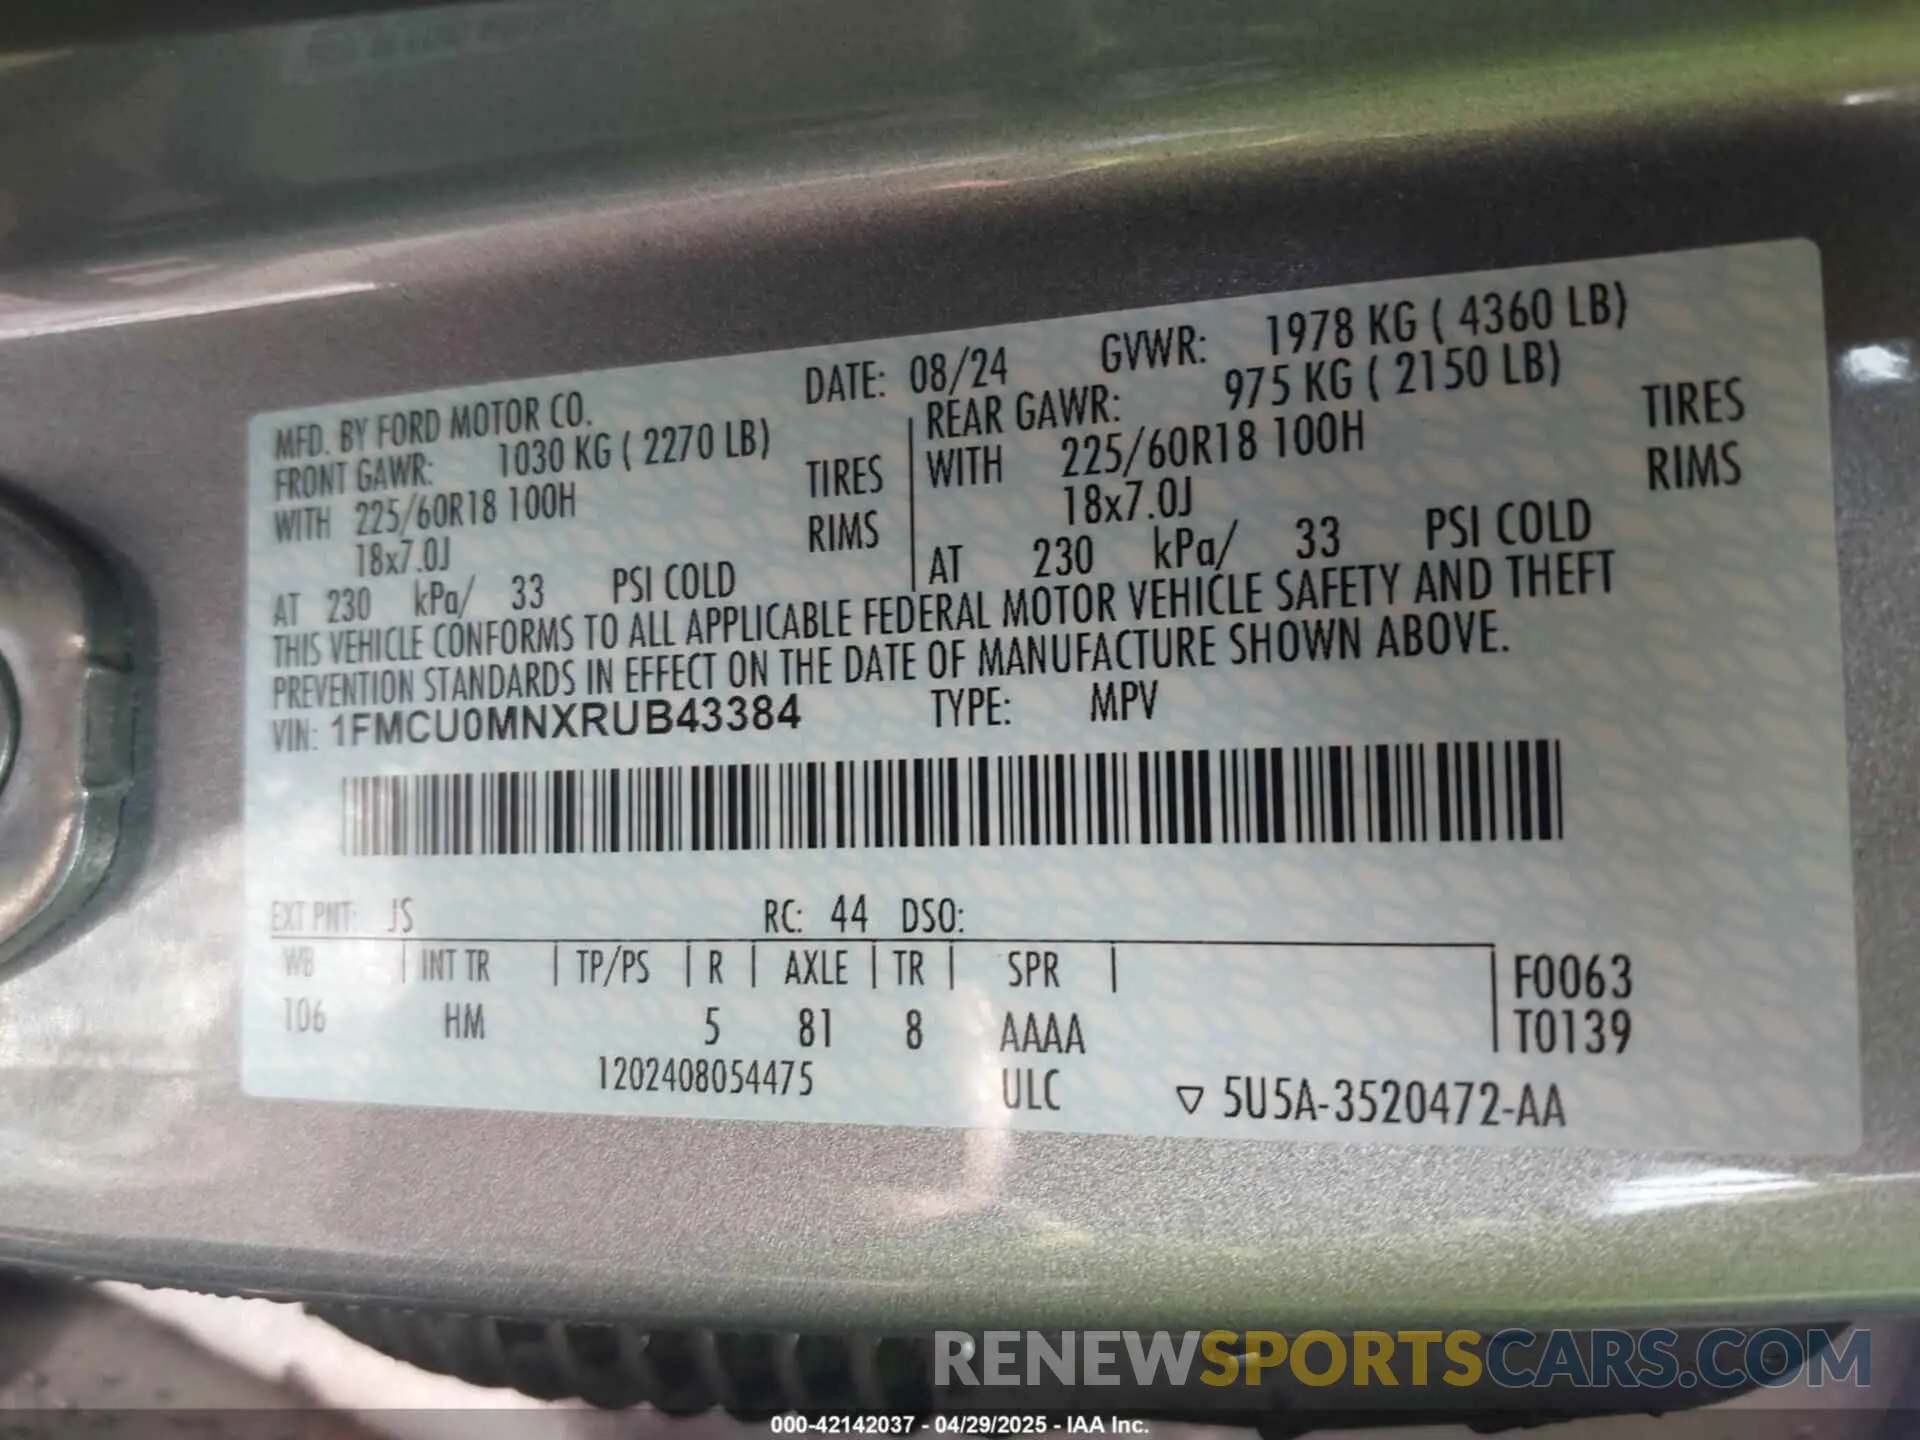 MFD. BY FORD MOTOR CO. DATE: 08/24 GVWR: 1978 KG ( 4360 LB)
FRONT GAWR: 1030 KG ( 2270 LB) REAR GAWR: 975 KG ( 2150 LB)
WITH 225/60R18 100H TIRES WITH 225/60R18 100H TIRES
18x7.0J RIMS 18x7.0J RIMS
AT 230 kPa/ 33 PSI COLD AT 230 kPa/ 33 PSI COLD
THIS VEHICLE CONFORMS TO ALL APPLICABLE FEDERAL MOTOR VEHICLE SAFETY AND THEFT
PREVENTION STANDARDS IN EFFECT ON THE DATE OF MANUFACTURE SHOWN ABOVE.
VIN: 1FMCU0MNXRUB43384 TYPE: MPV
EXT PNT: JS RC: 44 DSO:
WB | INT TR | TP/PS | R | AXLE | TR | SPR | F0063
106 HM 5 81 8 AAAA T0139
1202408054475 ULC ▽ 5U5A-3520472-AA
RENEWSPORTSCARS.COM
000-42142037 - 04/29/2025 - IAA Inc.